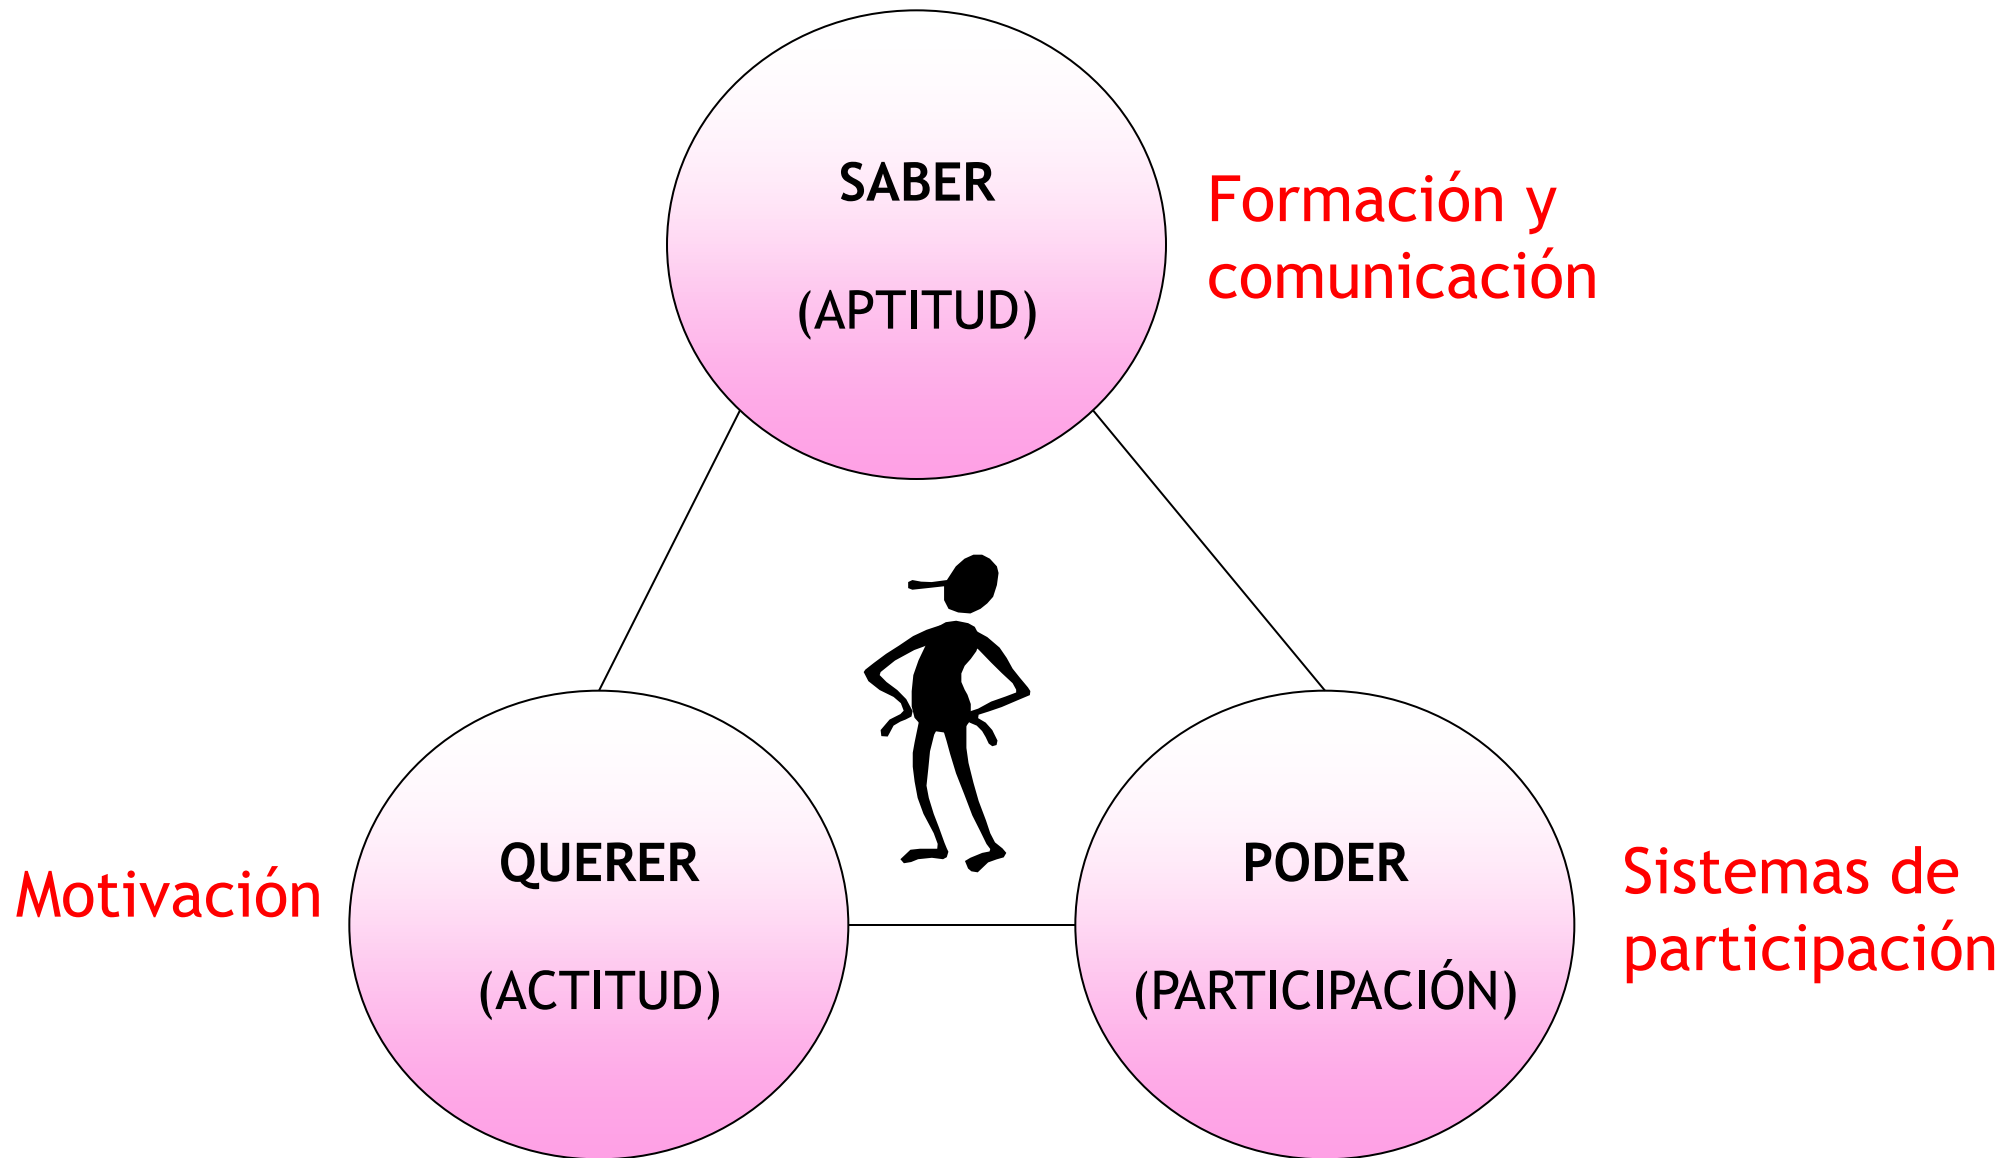 SABER
(APTITUD)
Formación y
comunicación
QUERER
(ACTITUD)
Motivación
PODER
(PARTICIPACIÓN)
Sistemas de
participación